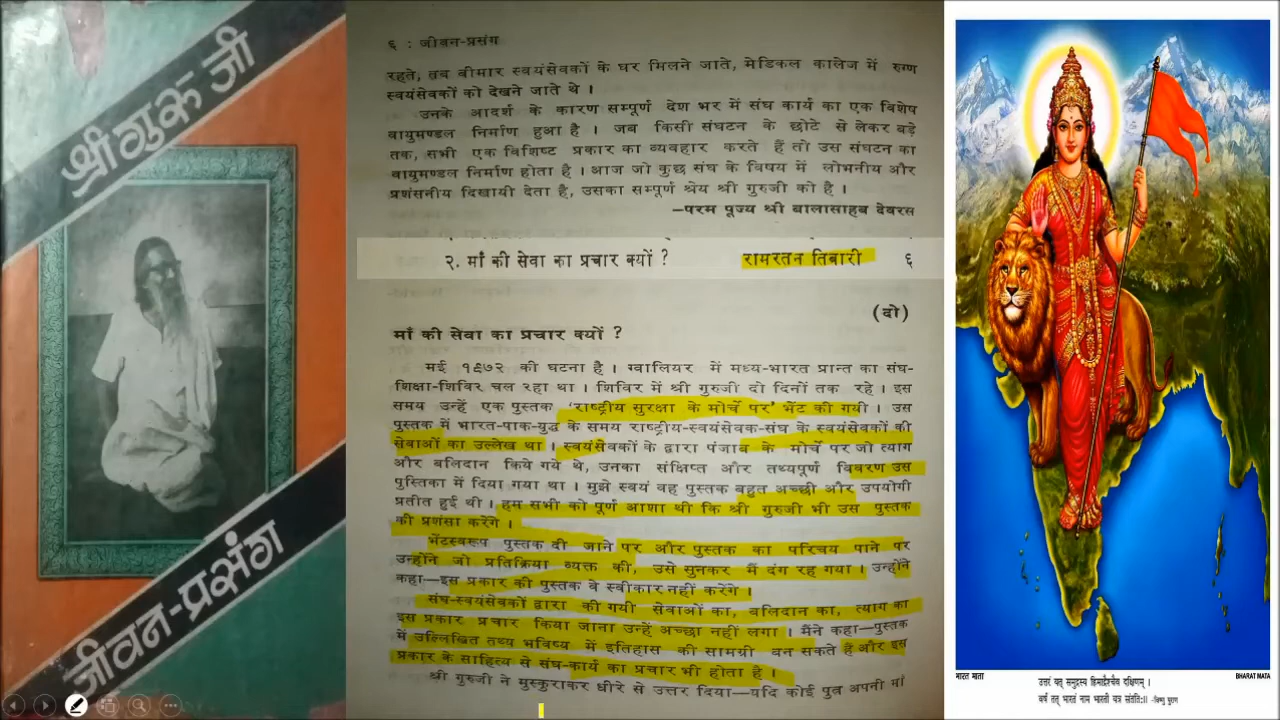 श्री गुरू जी
जीवन-प्रसंग
६ : जीवन-प्रसंग
रहते, तब बीमार स्वयंसेवकों के घर मिलने जाते, मेडिकल कालेज में रुग्ण
स्वयंसेवकों को देखने जाते थे ।
उनके आदर्श के कारण सम्पूर्ण देश भर में संघ कार्य का एक विशेष
वायुमण्डल निर्माण हुआ है । जब किसी संघटन के छोटे से लेकर बड़े
तक, सभी एक विशिष्ट प्रकार का व्यवहार करते हैं तो उस संघटन का
वायुमण्डल निर्माण होता है । आज जो कुछ संघ के विषय में लोभनीय और
प्रशंसनीय दिखायी देता है, उसका सम्पूर्ण श्रेय श्री गुरुजी को है ।
—परम पूज्य श्री बालासाहब देवरस
२. माँ की सेवा का प्रचार क्यों ? रामरतन तिवारी ६
(दो)
माँ की सेवा का प्रचार क्यों ?
मई १९७२ की घटना है । ग्वालियर में मध्य-भारत प्रान्त का संघ-
शिक्षा-शिविर चल रहा था । शिविर में श्री गुरुजी दो दिनों तक रहे । इस
समय उन्हें एक पुस्तक 'राष्ट्रीय सुरक्षा के मोर्चे पर' भेंट की गयी । उस
पुस्तक में भारत-पाक-युद्ध के समय राष्ट्रीय-स्वयंसेवक-संघ के स्वयंसेवकों की
सेवाओं का उल्लेख था । स्वयंसेवकों के द्वारा पंजाब के मोर्चे पर जो त्याग
और बलिदान किये गये थे, उनका संक्षिप्त और तथ्यपूर्ण विवरण उस
पुस्तिका में दिया गया था । मुझे स्वयं वह पुस्तक बहुत अच्छी और उपयोगी
प्रतीत हुई थी । हम सभी को पूर्ण आशा थी कि श्री गुरुजी भी उस पुस्तक
की प्रशंसा करेंगे ।
भेंटस्वरूप पुस्तक दी जाने पर और पुस्तक का परिचय पाने पर
उन्होंने जो प्रतिक्रिया व्यक्त की, उसे सुनकर मैं दंग रह गया । उन्होंने
कहा—इस प्रकार की पुस्तक वे स्वीकार नहीं करेंगे ।
संघ-स्वयंसेवकों द्वारा की गयी सेवाओं का, बलिदान का, त्याग का
इस प्रकार प्रचार किया जाना उन्हें अच्छा नहीं लगा । मैंने कहा—पुस्तक
में उल्लिखित तथ्य भविष्य में इतिहास की सामग्री बन सकते हैं और इस
प्रकार के साहित्य से संघ-कार्य का प्रचार भी होता है ।
श्री गुरुजी ने मुस्कुराकर धीरे से उत्तर दिया—यदि कोई पुत्र अपनी माँ
भारत माता BHARAT MATA
उत्तरं यत् समुद्रस्य हिमाद्रेश्चैव दक्षिणम् ।
वर्षं तत् भारतं नाम भारती यत्र संततिः॥ -विष्णु पुराण